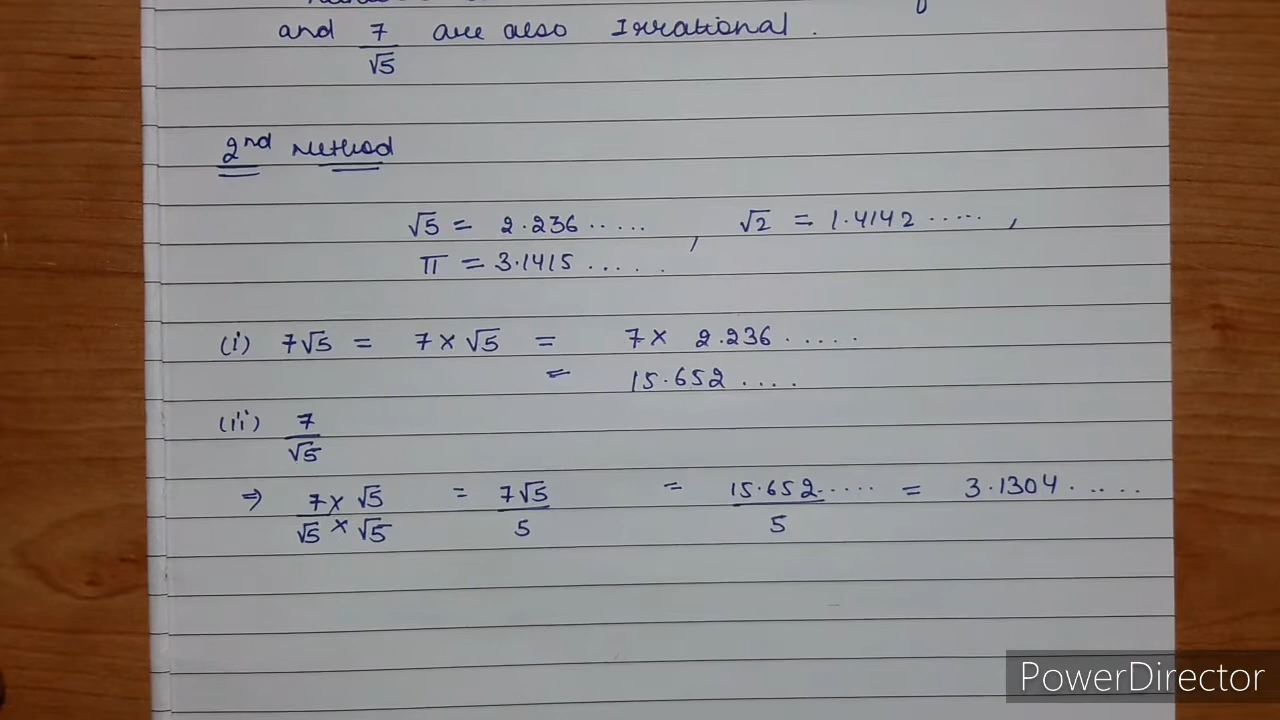 and 7/√5 are also Irrational.
2nd Method
√5 = 2.236....., √2 = 1.4142.....,
π = 3.1415.....
(i) 7√5 = 7×√5 = 7× 2.236.....
= 15.652....
(ii) 7/√5
⇒ 7×√5/√5×√5 = 7√5/5 = 15.652...../5 = 3.1304.....
PowerDirector